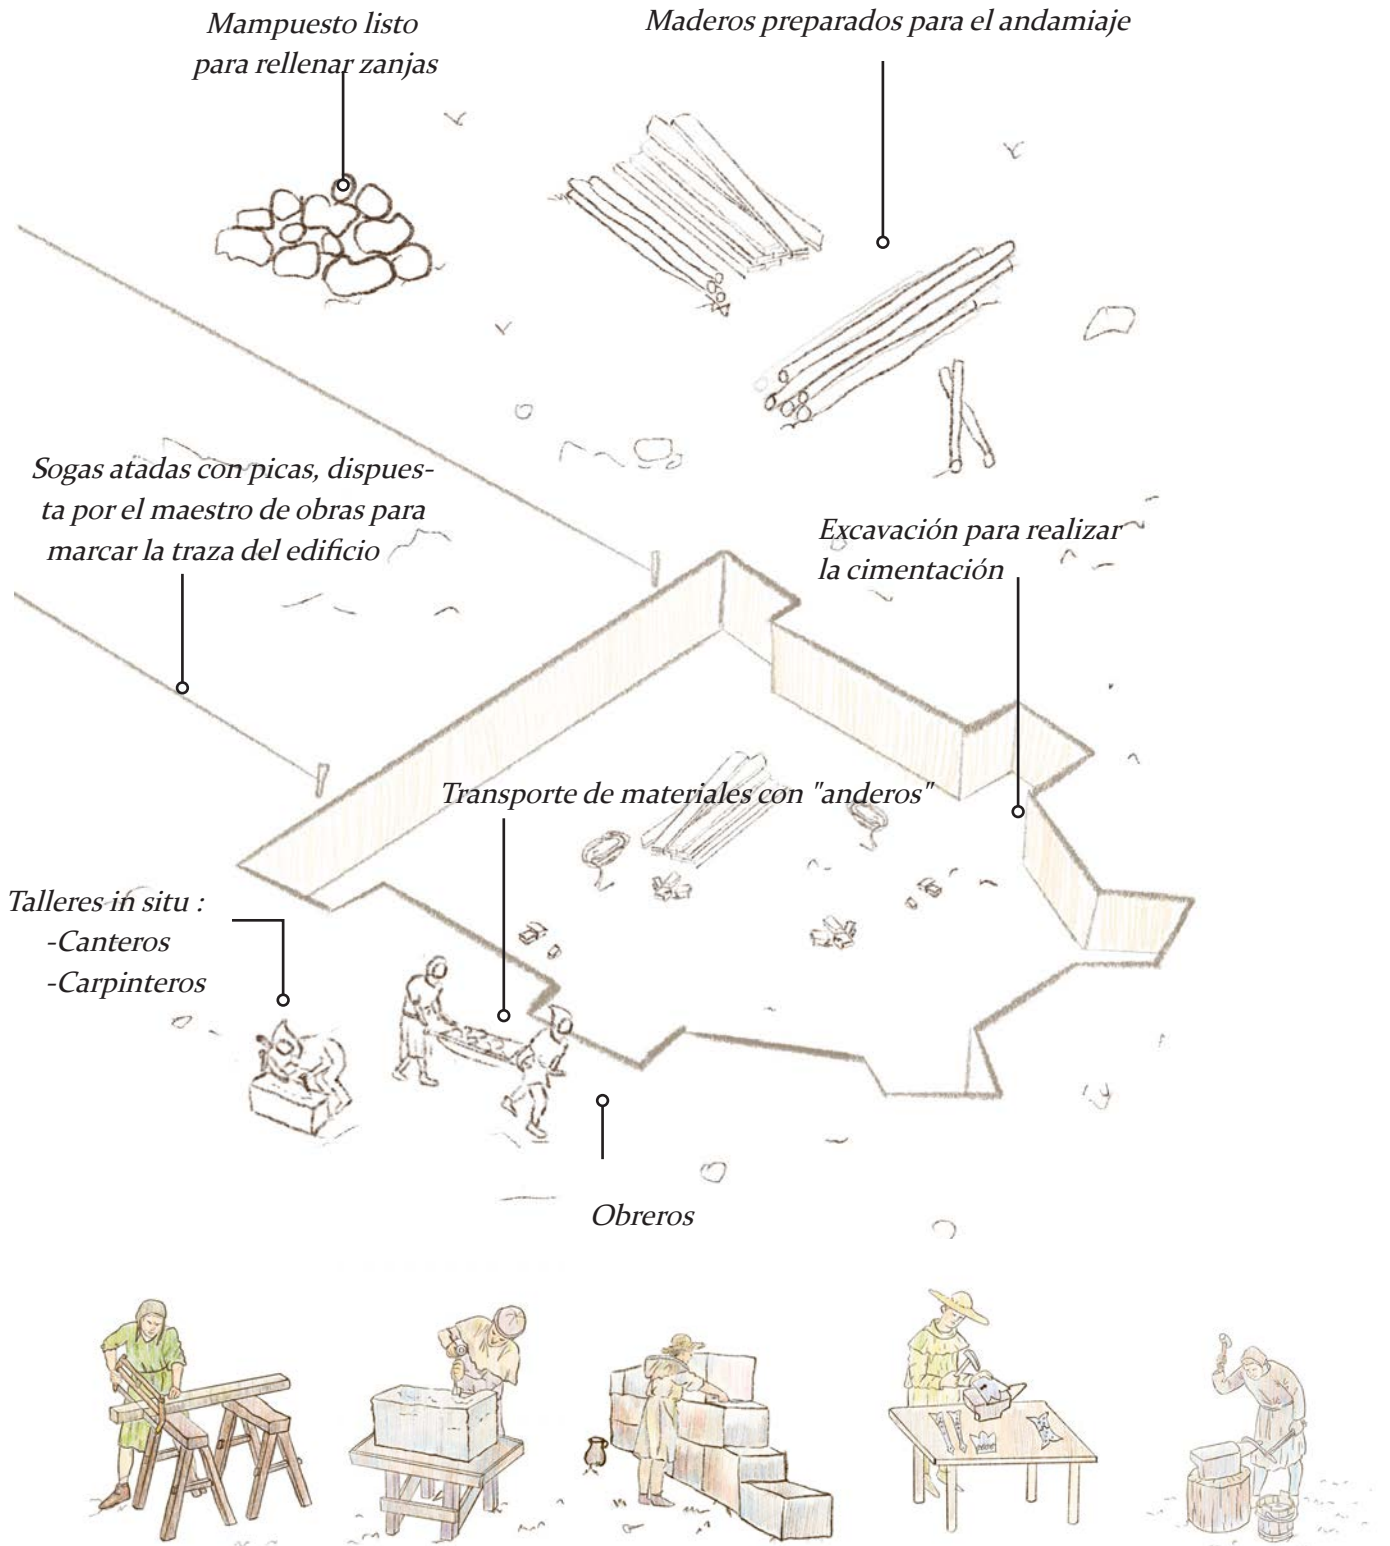 Mampuesto listo
para rellenar zanjas
Maderos preparados para el andamiaje
Sogas atadas con picas, dispues-
ta por el maestro de obras para
marcar la traza del edificio
Excavación para realizar
la cimentación
Transporte de materiales con "anderos"
Talleres in situ :
-Canteros
-Carpinteros
Obreros